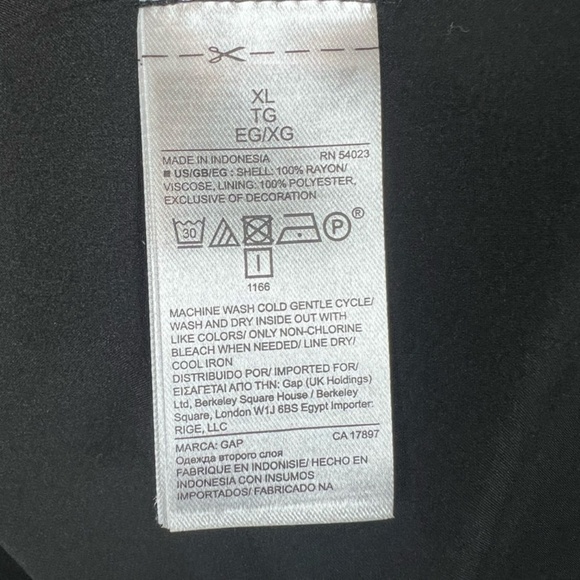 XL
TG
EG/XG
MADE IN INDONESIA RN 54023
■ US/GB/EG : SHELL: 100% RAYON/
VISCOSE, LINING: 100% POLYESTER,
EXCLUSIVE OF DECORATION
30 P®
1166
MACHINE WASH COLD GENTLE CYCLE/
WASH AND DRY INSIDE OUT WITH
LIKE COLORS/ ONLY NON-CHLORINE
BLEACH WHEN NEEDED/ LINE DRY/
COOL IRON
DISTRIBUIDO POR/ IMPORTED FOR/
ΕΙΣΑΓΕΤΑΙ ΑΠΟ ΤΗΝ: Gap (UK Holdings)
Ltd, Berkeley Square House / Berkeley
Square, London W1J 6BS Egypt Importer:
RIGE, LLC
MARCA: GAP CA 17897
Одежда второго слоя
FABRIQUE EN INDONISIE/ HECHO EN
INDONESIA CON INSUMOS
IMPORTADOS/ FABRICADO NA